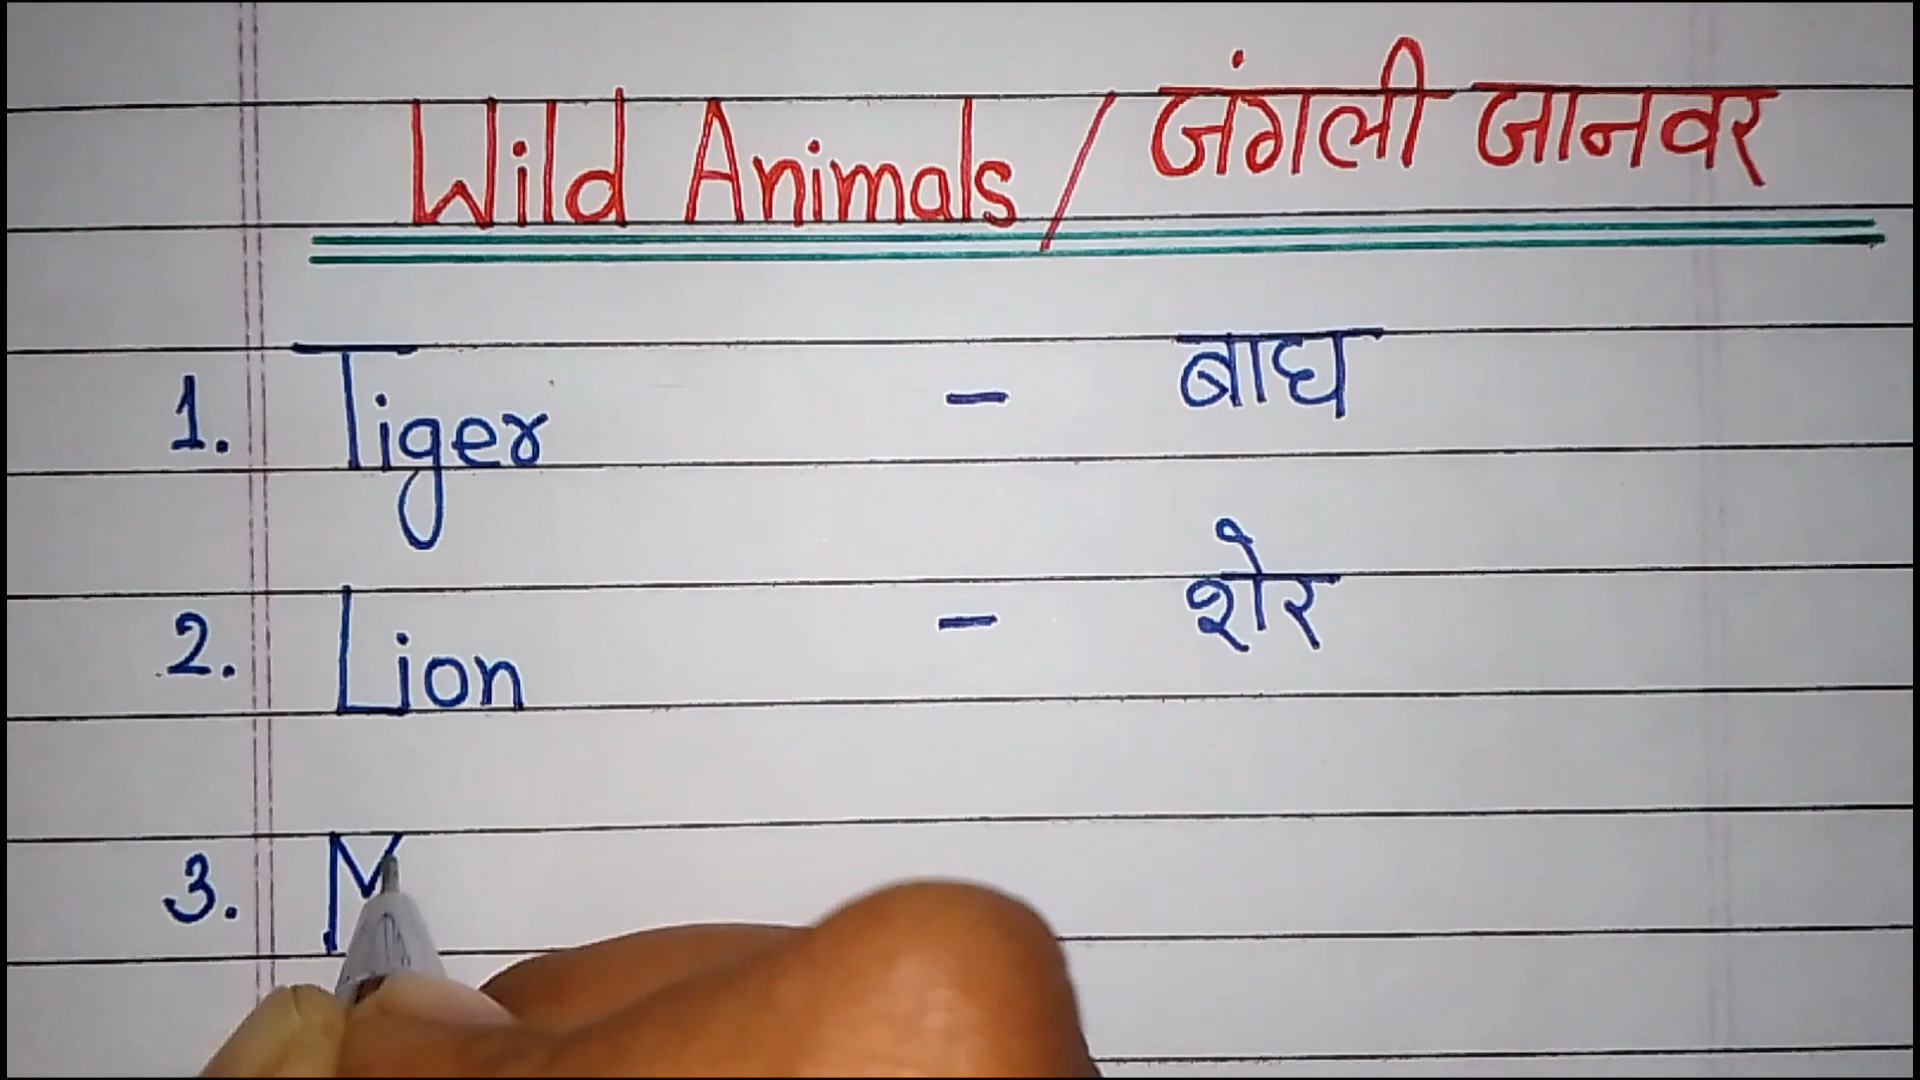 Wild Animals / जंगली जानवर
1. Tiger - बाघ
2. Lion - शेर
3. M